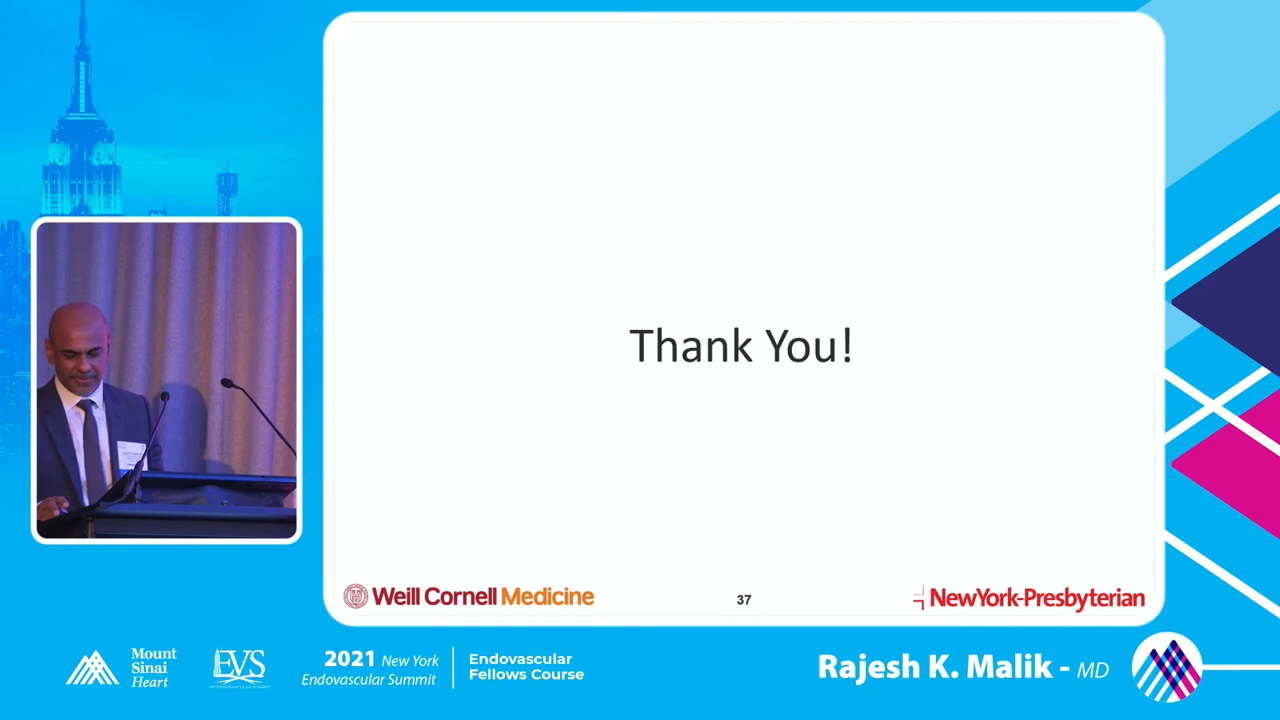 Thank You!
Weill Cornell Medicine
37
NewYork-Presbyterian
Mount
Sinai
Heart
EVS
2021 New York
Endovascular Summit
Endovascular
Fellows Course
Rajesh K. Malik - MD